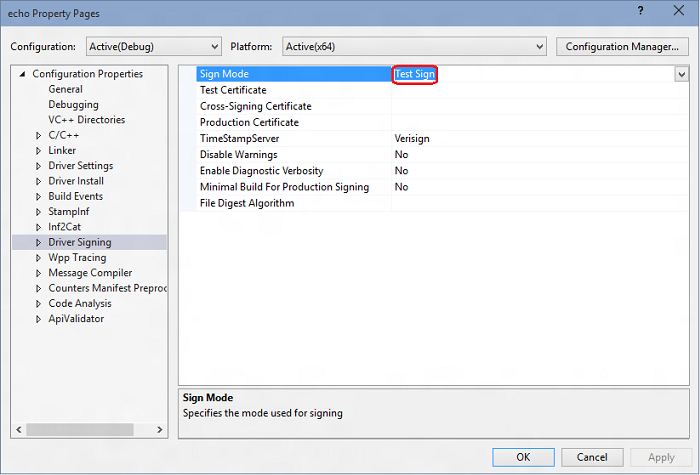 echo Property Pages
? 
Configuration: Active(Debug) Platform: Active(x64) Configuration Manager...
Configuration Properties
General
Debugging
VC++ Directories
C/C++
Linker
Driver Settings
Driver Install
Build Events
StampInf
Inf2Cat
Driver Signing
Wpp Tracing
Message Compiler
Counters Manifest Preproc
Code Analysis
ApiValidator
Sign Mode Test Sign
Test Certificate
Cross-Signing Certificate
Production Certificate
TimeStampServer Verisign
Disable Warnings No
Enable Diagnostic Verbosity No
Minimal Build For Production Signing No
File Digest Algorithm
Sign Mode
Specifies the mode used for signing
OK Cancel Apply